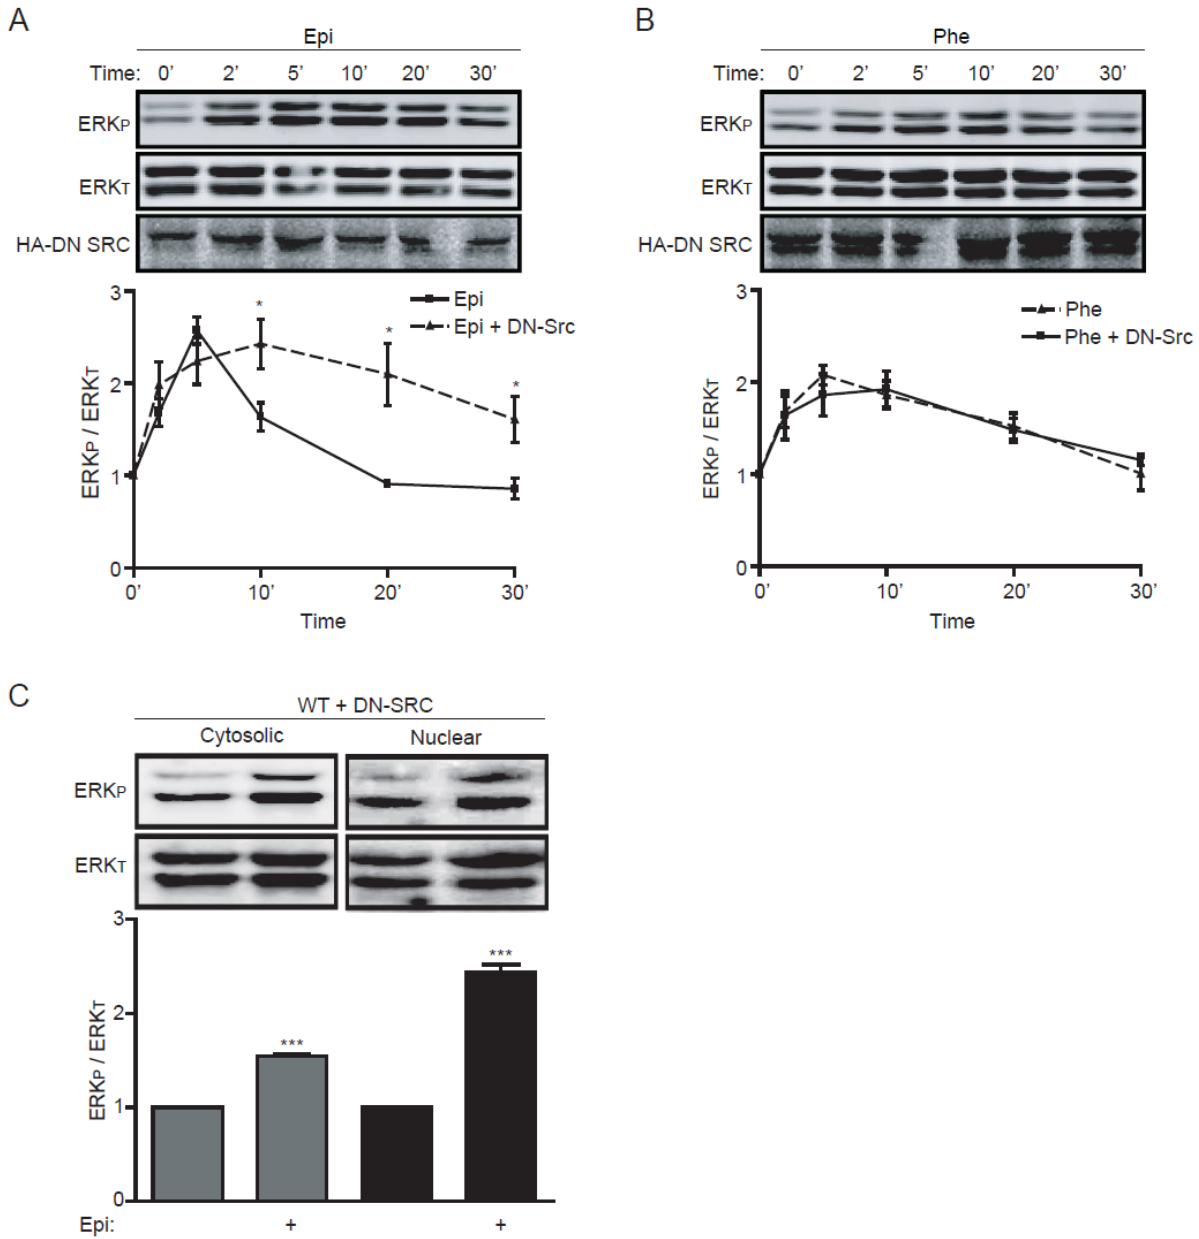 A
Epi
Time: 0' 2' 5' 10' 20' 30'
ERKP
ERKT
HA-DN SRC
3
2
1
0
ERKP / ERKT
* * *
Epi
Epi + DN-Src
0' 10' 20' 30'
Time
B
Phe
Time: 0' 2' 5' 10' 20' 30'
ERKP
ERKT
HA-DN SRC
3
2
1
0
ERKP / ERKT
Phe
Phe + DN-Src
0' 10' 20' 30'
Time
C
WT + DN-SRC
Cytosolic Nuclear
ERKP
ERKT
3
2
1
0
ERKP / ERKT
*** ***
Epi: + +